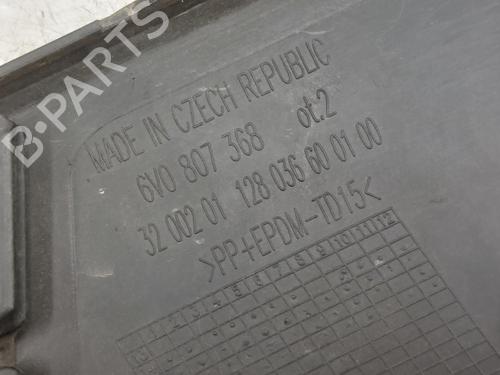 MADE IN CZECH REPUBLIC
6V0 807 368 ot.2
32 002 01 128 036 60 01 00
>PP+EPDM-TD15<
1 2 3 4 5 6 7 8 9 10 11 12
B-PARTS